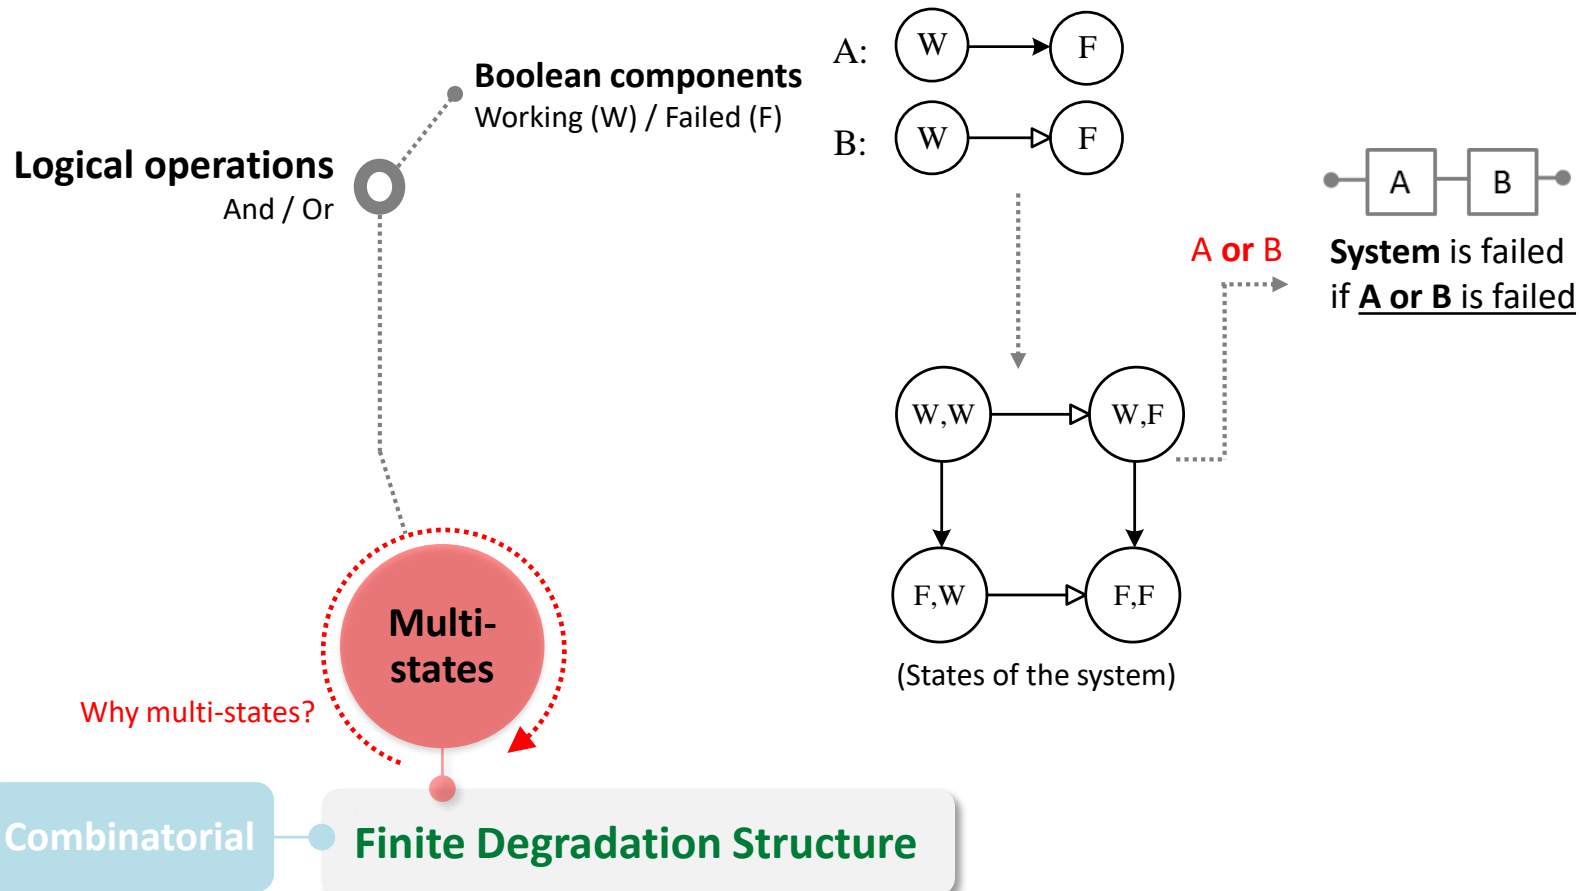 Boolean components
Working (W) / Failed (F)
Logical operations
And / Or
A:
W
F
B:
W
F
A
B
A or B
System is failed
if A or B is failed
W,W
W,F
F,W
F,F
(States of the system)
Multi-
states
Why multi-states?
Combinatorial
Finite Degradation Structure